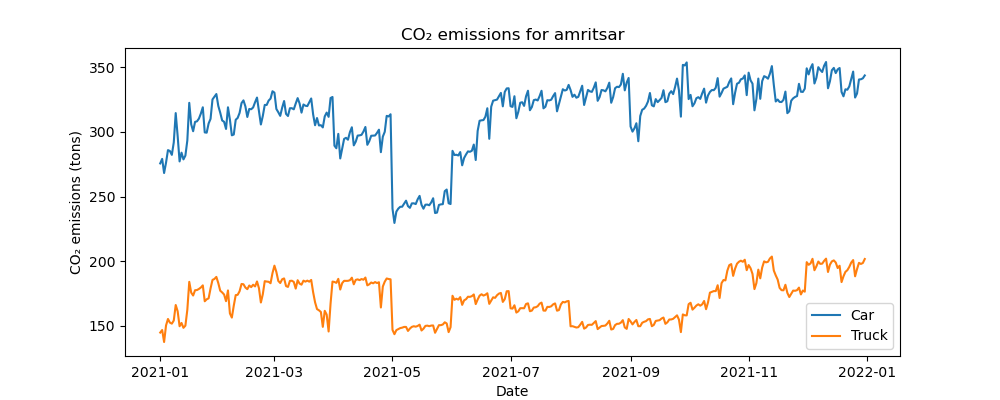 CO₂ emissions for amritsar
CO₂ emissions (tons)
350
300
250
200
150
2021-01
2021-03
2021-05
2021-07
2021-09
2021-11
2022-01
Date
Car
Truck